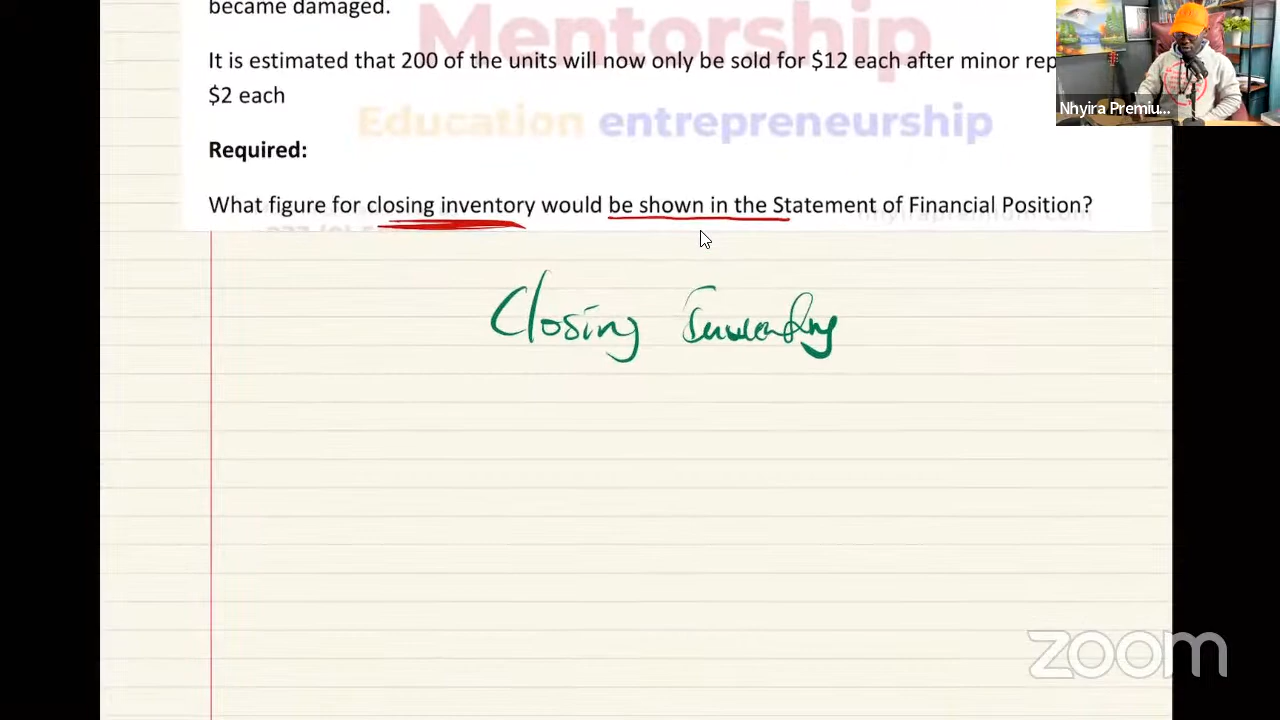 became damaged.
Mentorship
It is estimated that 200 of the units will now only be sold for $12 each after minor rep
$2 each
Education entrepreneurship
Nhyira Premiu...
Required:
What figure for closing inventory would be shown in the Statement of Financial Position?
Closing Inventory
zoom